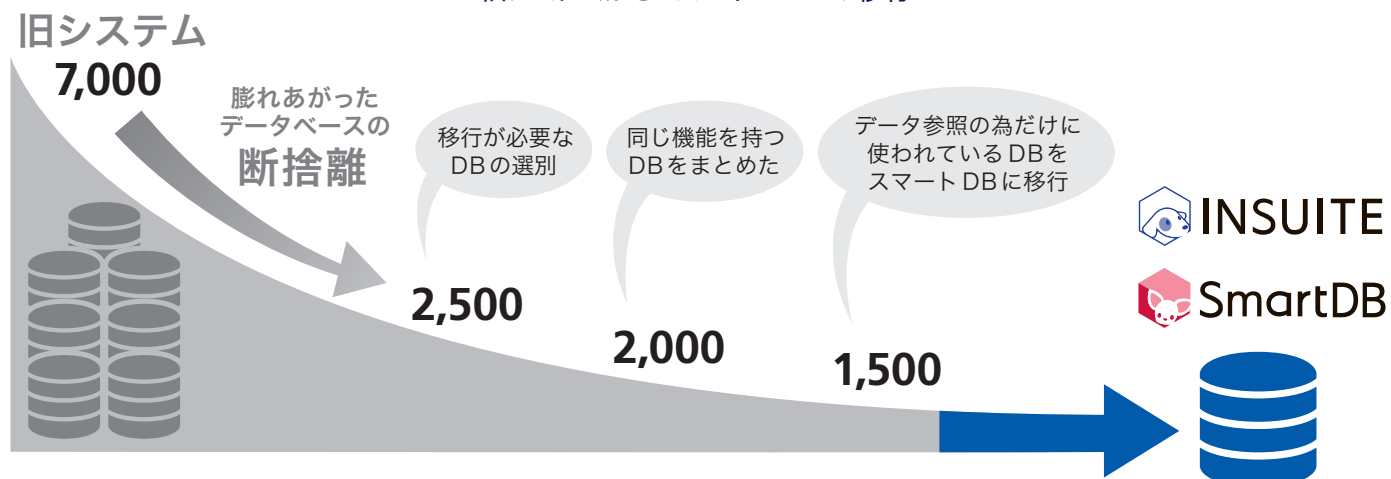 旧システム
7,000
膨れあがった
データベースの
断捨離
移行が必要な
DBの選別
2,500
同じ機能を持つ
DBをまとめた
2,000
データ参照の為だけに
使われているDBを
スマートDBに移行
1,500
INSUITE
SmartDB